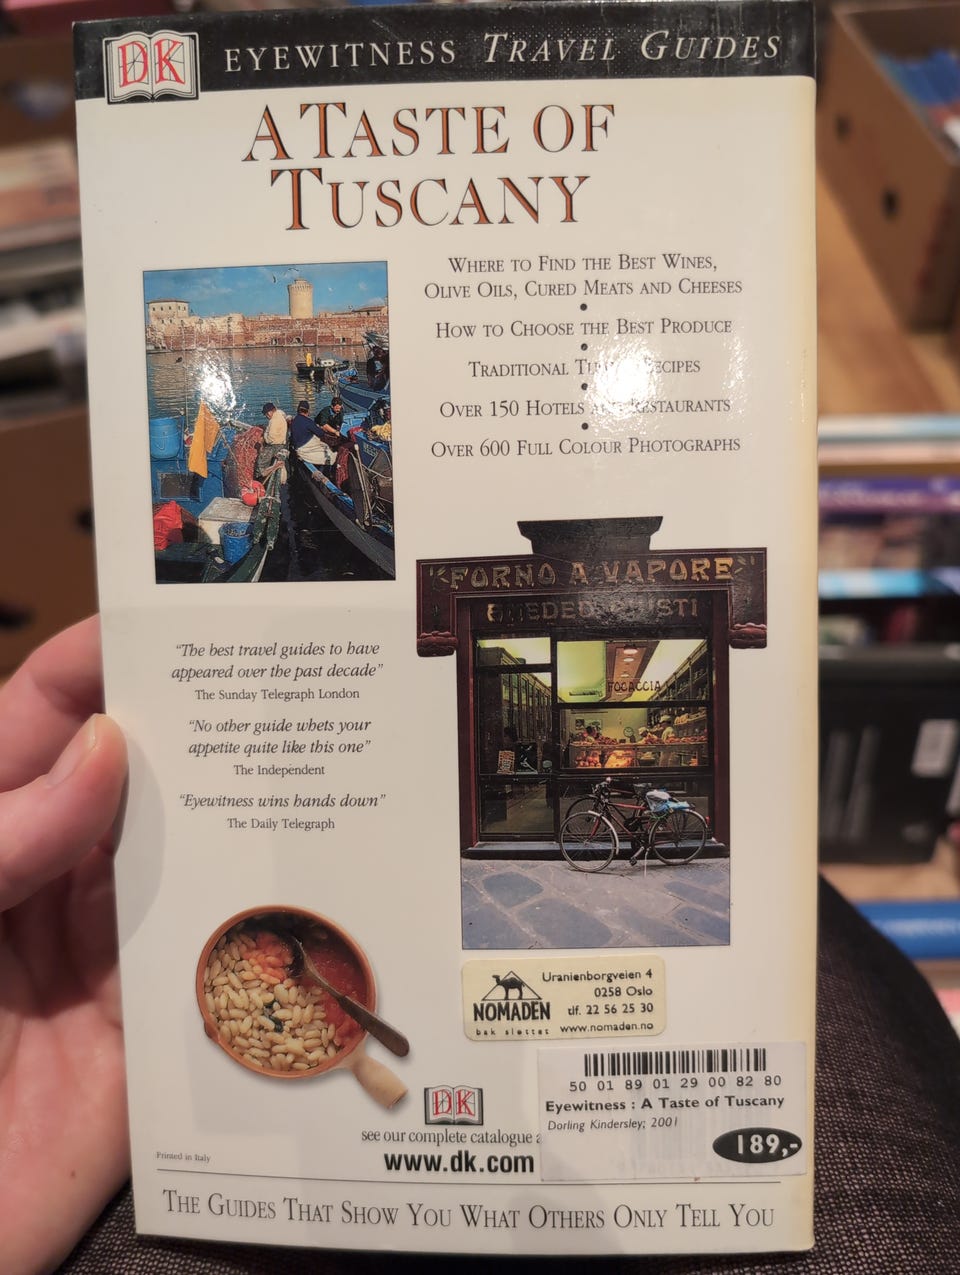 DK EYEWITNESS TRAVEL GUIDES
A TASTE OF
TUSCANY
WHERE TO FIND THE BEST WINES,
OLIVE OILS, CURED MEATS AND CHEESES
•
HOW TO CHOOSE THE BEST PRODUCE
•
TRADITIONAL RECIPES
•
OVER 150 HOTELS AND RESTAURANTS
•
OVER 600 FULL COLOUR PHOTOGRAPHS
"FORNO A VAPORE"
FOCACCIA
"The best travel guides to have
appeared over the past decade"
The Sunday Telegraph London
"No other guide whets your
appetite quite like this one"
The Independent
"Eyewitness wins hands down"
The Daily Telegraph
NOMADEN
bak slottet
Uranienborgveien 4
0258 Oslo
tlf. 22 56 25 30
www.nomaden.no
50 01 89 01 29 00 82 80
Eyewitness : A Taste of Tuscany
Dorling Kindersley; 2001
189,-
DK
see our complete catalogue a
www.dk.com
Printed in Italy
THE GUIDES THAT SHOW YOU WHAT OTHERS ONLY TELL YOU